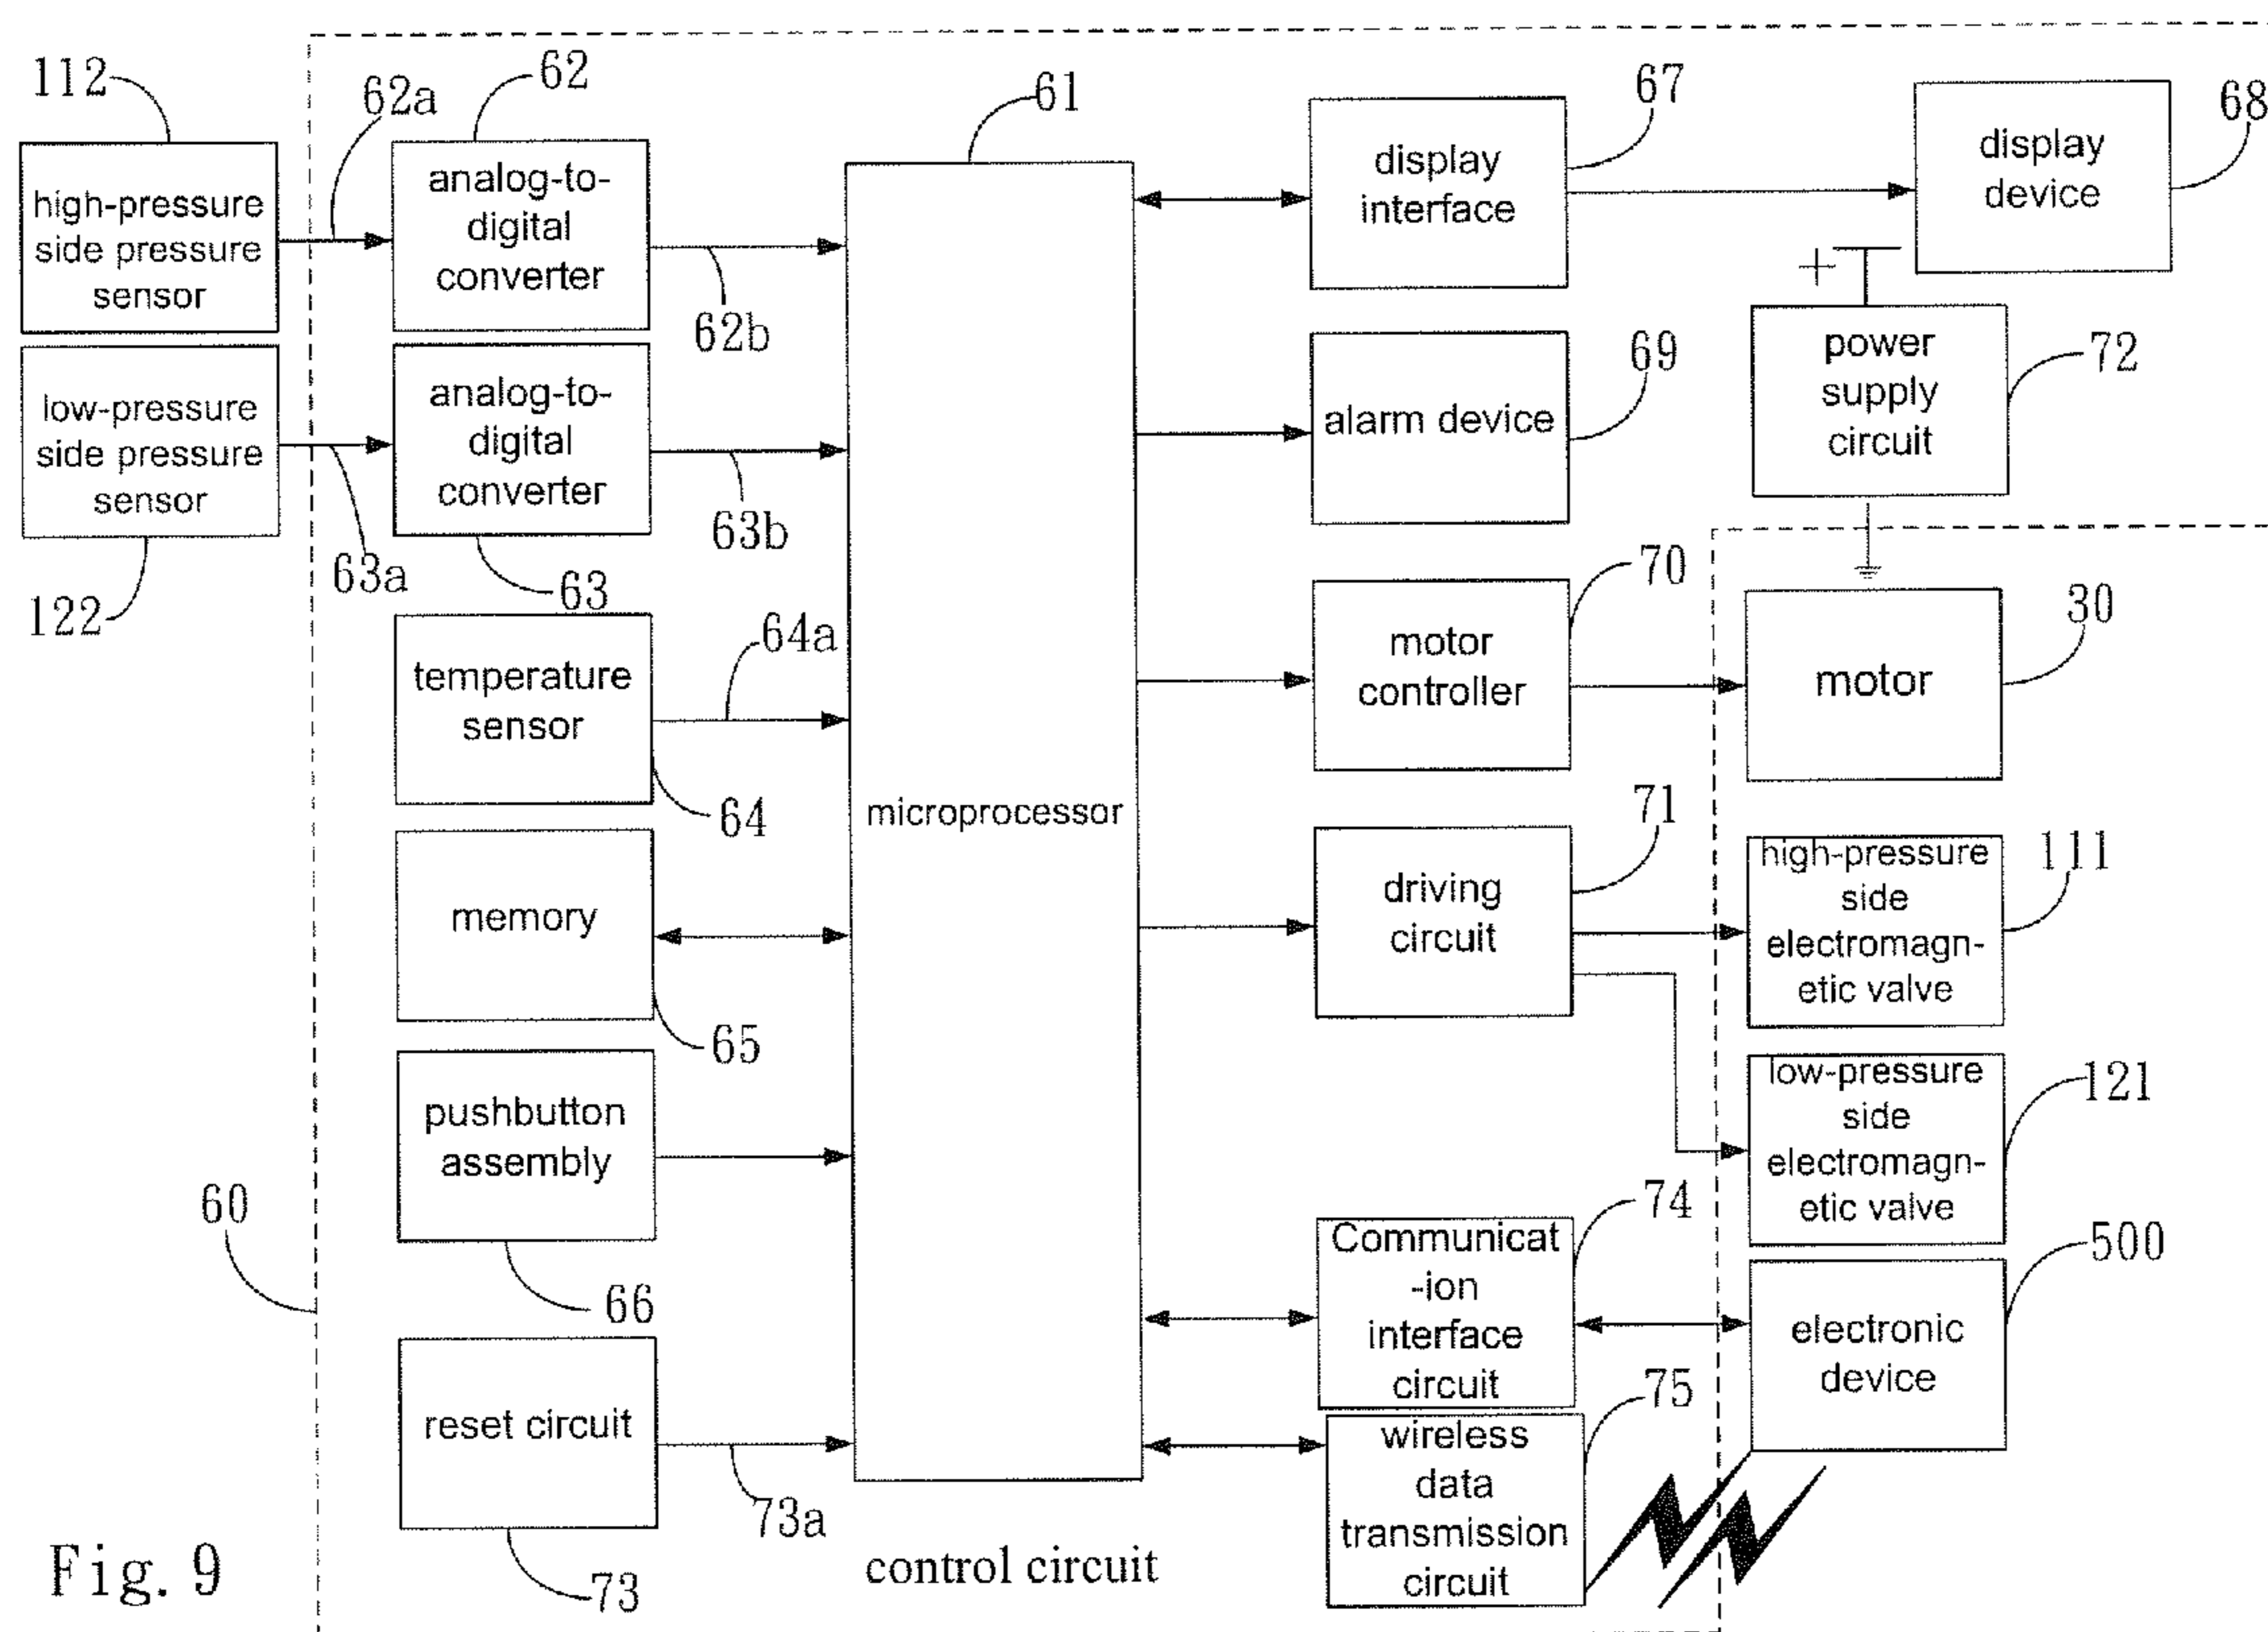 112
62a
62
61
67
68
high-pressure
side pressure
sensor
analog-to-
digital
converter
62b
display
interface
display
device
low-pressure
side pressure
sensor
122
63a
analog-to-
digital
converter
63
63b
alarm device
69
+
power
supply
circuit
72
temperature
sensor
64a
64
microprocessor
motor
controller
70
motor
30
memory
65
driving
circuit
71
high-pressure
side
electromagn-
etic valve
111
pushbutton
assembly
66
low-pressure
side
electromagn-
etic valve
121
60
Communicat
-ion
interface
circuit
74
electronic
device
500
reset circuit
73a
73
wireless
data
transmission
circuit
75
control circuit
Fig. 9